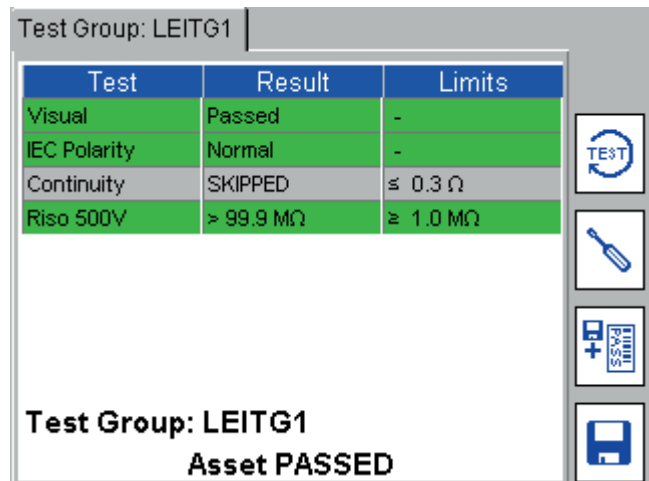 Test Group: LEITG1
Test Result Limits
Visual Passed -
IEC Polarity Normal -
Continuity SKIPPED ≤ 0.3 Ω
Riso 500V > 99.9 MΩ ≥ 1.0 MΩ
TEST
PASS
Test Group: LEITG1
Asset PASSED